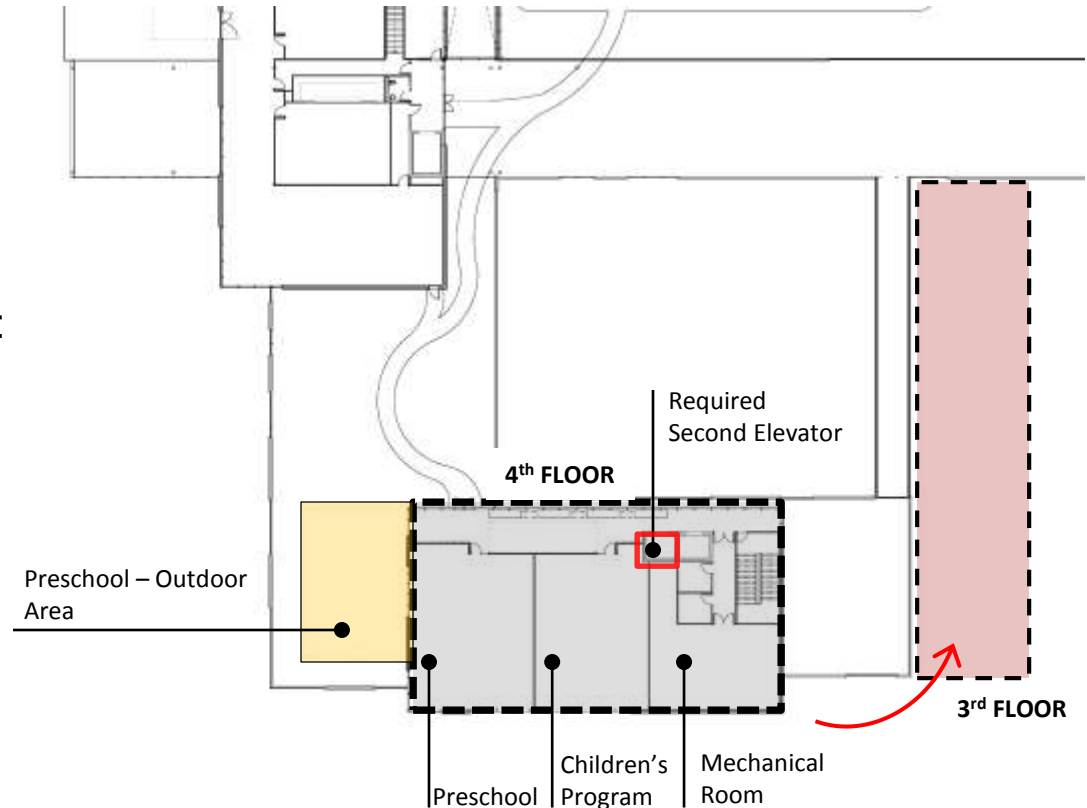 Required
Second Elevator
4th FLOOR
Preschool – Outdoor
Area
3rd FLOOR
Preschool
Children's
Program
Mechanical
Room